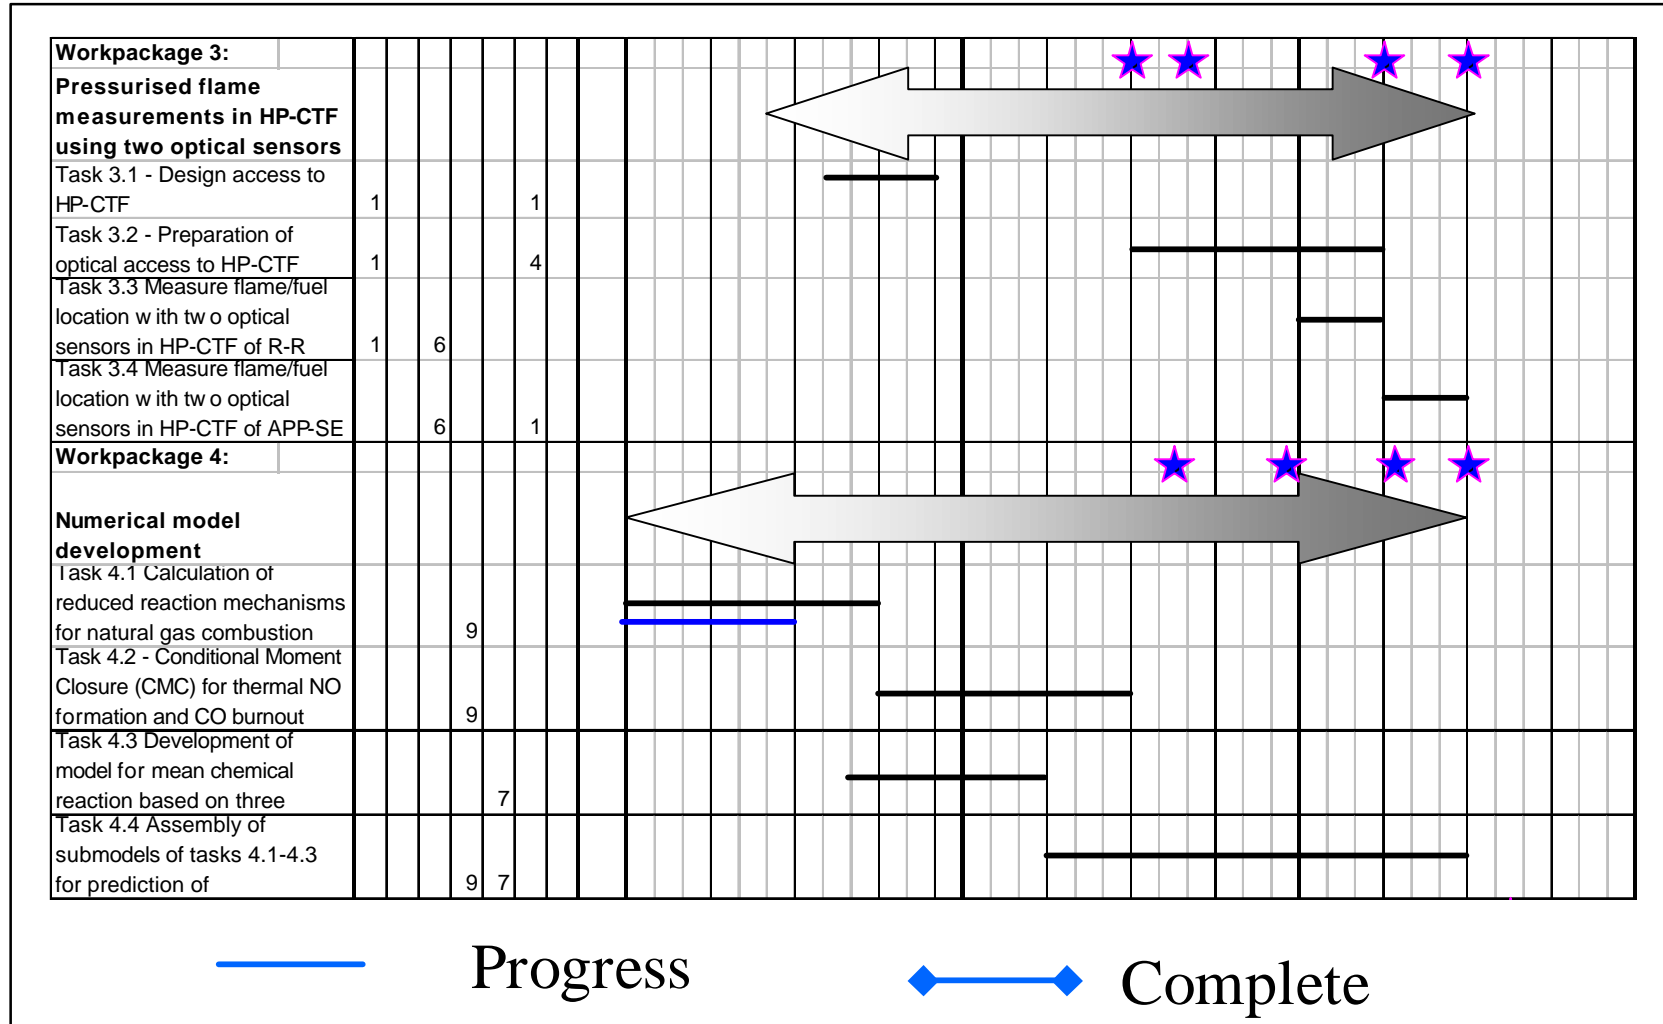 Workpackage 3:
Pressurised flame
measurements in HP-CTF
using two optical sensors
Task 3.1 - Design access to
HP-CTF 1 1
Task 3.2 - Preparation of
optical access to HP-CTF 1 4
Task 3.3 Measure flame/fuel
location with two optical
sensors in HP-CTF of R-R 1 6
Task 3.4 Measure flame/fuel
location with two optical
sensors in HP-CTF of APP-SE 6 1
Workpackage 4:
Numerical model
development
Task 4.1 Calculation of
reduced reaction mechanisms
for natural gas combustion 9
Task 4.2 - Conditional Moment
Closure (CMC) for thermal NO
formation and CO burnout 9
Task 4.3 Development of
model for mean chemical
reaction based on three 7
Task 4.4 Assembly of
submodels of tasks 4.1-4.3
for prediction of 9 7
Progress Complete